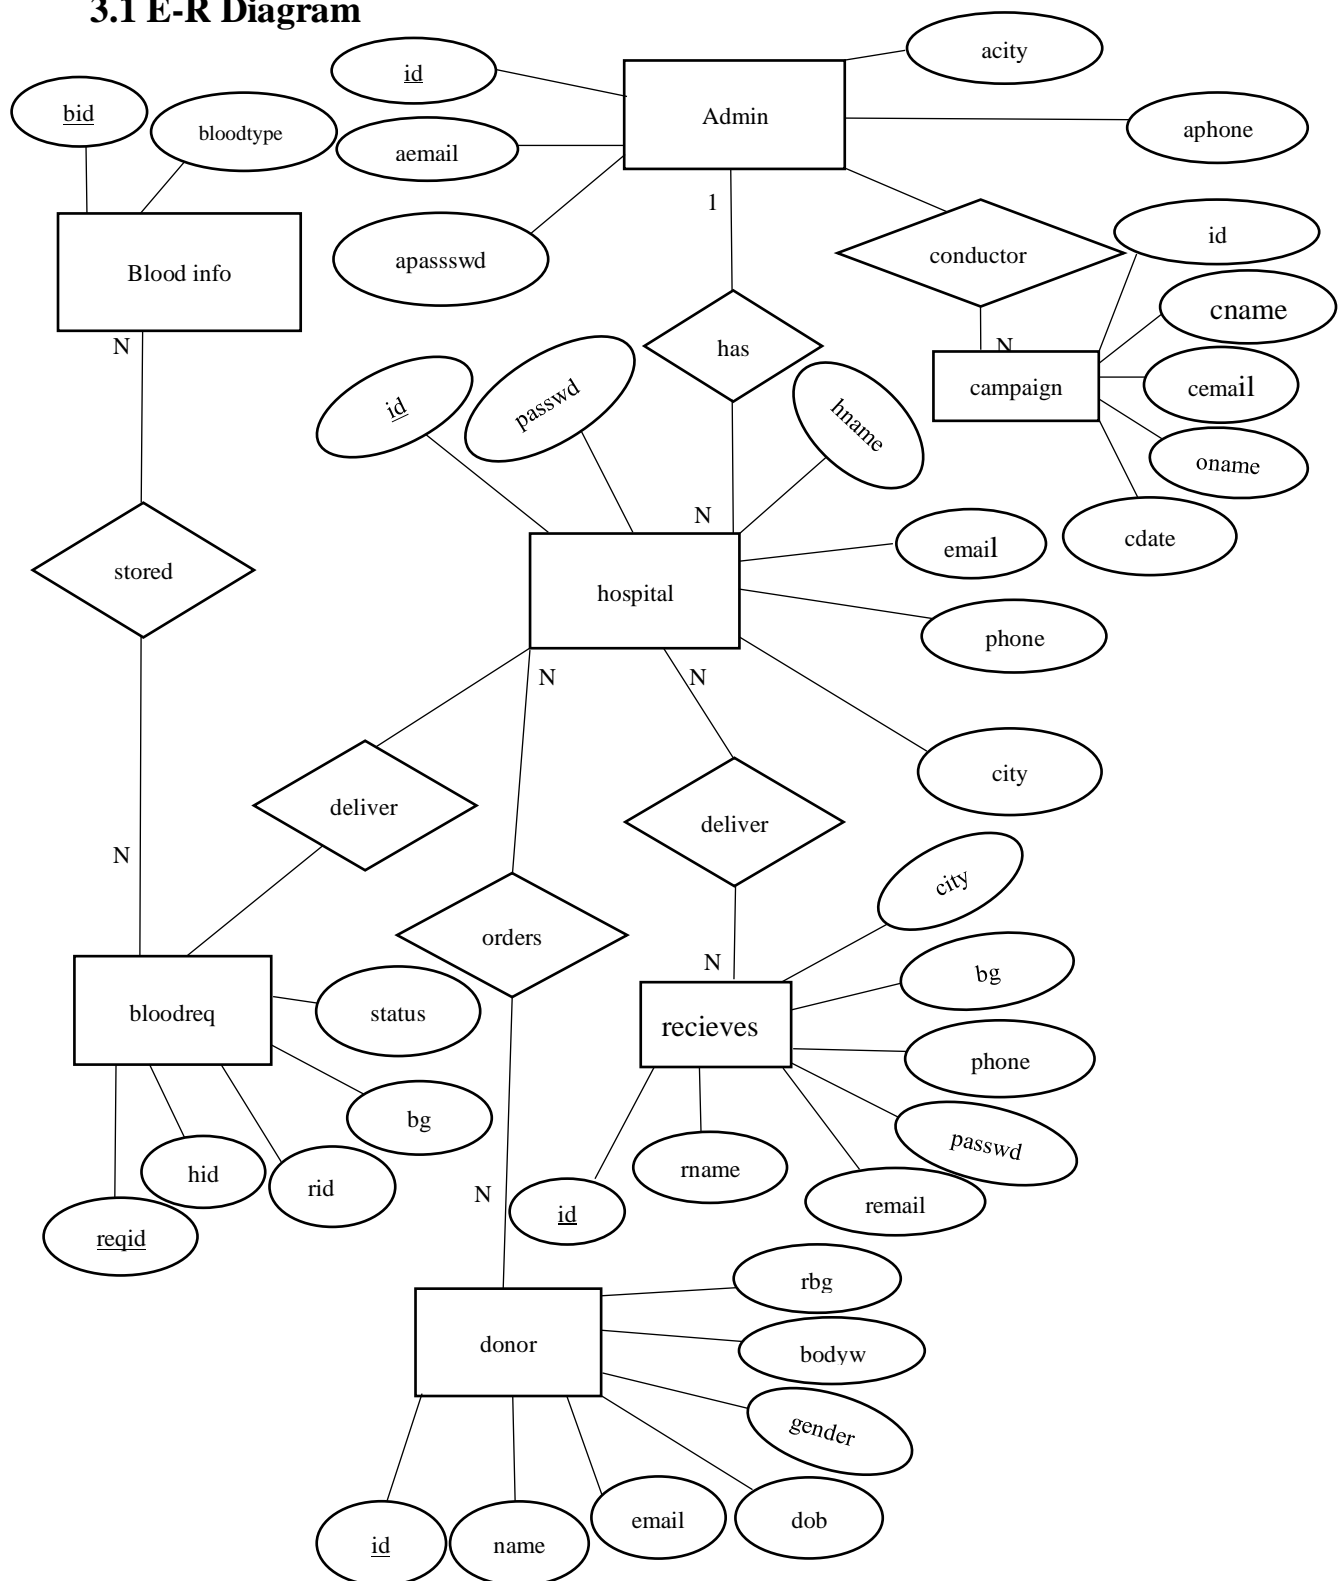 3.1 E-R Diagram
id
acity
Admin
bid
bloodtype
aemail
aphone
1
apassswd
conductor
id
Blood info
cname
N
has
N
campaign
cemail
id
passwd
hname
oname
N
email
cdate
stored
hospital
phone
N
N
city
deliver
deliver
N
city
orders
N
bg
bloodreq
status
recieves
phone
bg
passwd
hid
rid
rname
remail
N
id
reqid
rbg
donor
bodyw
gender
id
name
email
dob